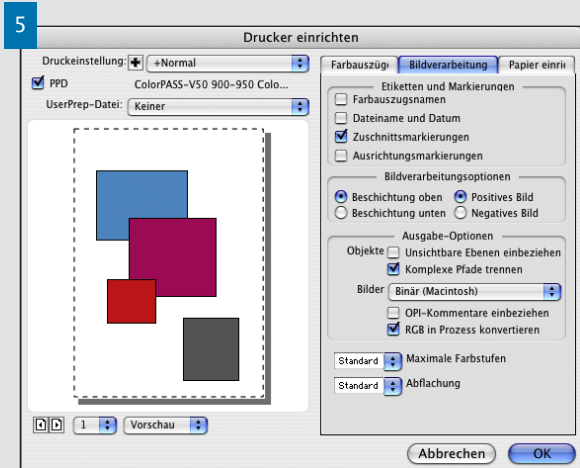 5
Drucker einrichten
Druckeinstellung: +Normal
PPD ColorPASS-V50 900-950 Colo...
UserPrep-Datei: Keiner
1 Vorschau
Farbauszüge Bildverarbeitung Papier einric
Etiketten und Markierungen
Farbauszugsnamen
Dateiname und Datum
Zuschnittsmarkierungen
Ausrichtungsmarkierungen
Bildverarbeitungsoptionen
Beschichtung oben Positives Bild
Beschichtung unten Negatives Bild
Ausgabe-Optionen
Objekte Unsichtbare Ebenen einbeziehen
Komplexe Pfade trennen
Bilder Binär (Macintosh)
OPI-Kommentare einbeziehen
RGB in Prozess konvertieren
Standard Maximale Farbstufen
Standard Abflachung
Abbrechen OK